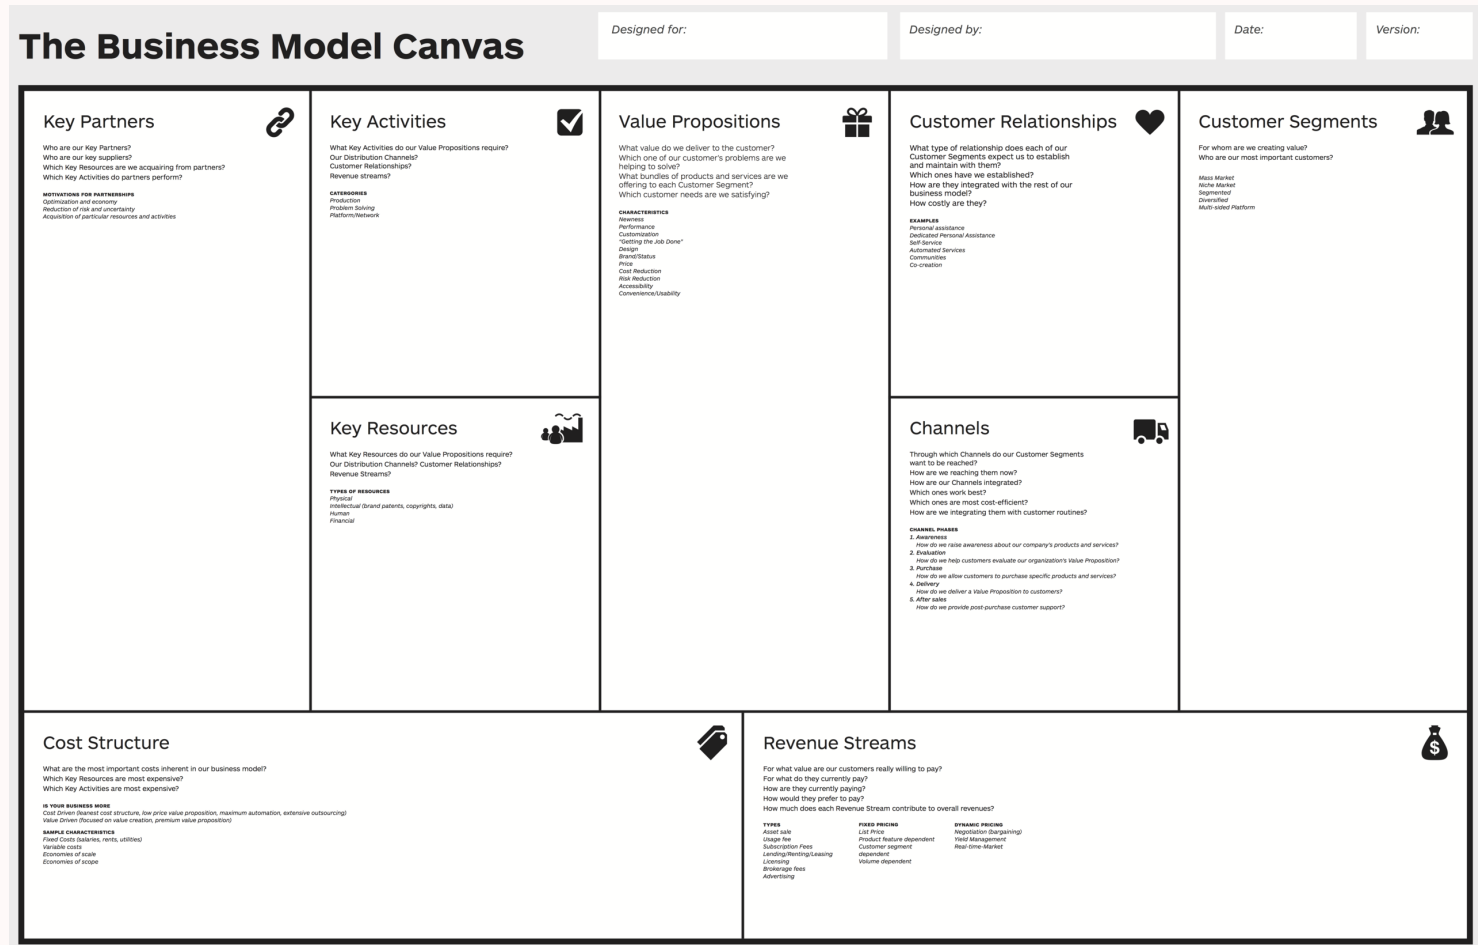 The Business Model Canvas
Designed for:
Designed by:
Date:
Version:
Key Partners
Who are our Key Partners?
Who are our key suppliers?
Which Key Resources are we acquairing from partners?
Which Key Activities do partners perform?
MOTIVATIONS FOR PARTNERSHIPS
Optimization and economy
Reduction of risk and uncertainty
Acquisition of particular resources and activities
Key Activities
What Key Activities do our Value Propositions require?
Our Distribution Channels?
Customer Relationships?
Revenue streams?
CATERGORIES
Production
Problem Solving
Platform/Network
Key Resources
What Key Resources do our Value Propositions require?
Our Distribution Channels? Customer Relationships?
Revenue Streams?
TYPES OF RESOURCES
Physical
Intellectual (brand patents, copyrights, data)
Human
Financial
Value Propositions
What value do we deliver to the customer?
Which one of our customer's problems are we
helping to solve?
What bundles of products and services are we
offering to each Customer Segment?
Which customer needs are we satisfying?
CHARACTERISTICS
Newness
Performance
Customization
"Getting the Job Done"
Design
Brand/Status
Price
Cost Reduction
Risk Reduction
Accessibility
Convenience/Usability
Customer Relationships
What type of relationship does each of our
Customer Segments expect us to establish
and maintain with them?
Which ones have we established?
How are they integrated with the rest of our
business model?
How costly are they?
EXAMPLES
Personal assistance
Dedicated Personal Assistance
Self-Service
Automated Services
Communities
Co-creation
Channels
Through which Channels do our Customer Segments
want to be reached?
How are we reaching them now?
How are our Channels integrated?
Which ones work best?
Which ones are most cost-efficient?
How are we integrating them with customer routines?
CHANNEL PHASES
1. Awareness
How do we raise awareness about our company's products and services?
2. Evaluation
How do we help customers evaluate our organization's Value Proposition?
3. Purchase
How do we allow customers to purchase specific products and services?
4. Delivery
How do we deliver a Value Proposition to customers?
5. After sales
How do we provide post-purchase customer support?
Customer Segments
For whom are we creating value?
Who are our most important customers?
Mass Market
Niche Market
Segmented
Diversified
Multi-sided Platform
Cost Structure
What are the most important costs inherent in our business model?
Which Key Resources are most expensive?
Which Key Activities are most expensive?
IS YOUR BUSINESS MORE
Cost Driven (leanest cost structure, low price value proposition, maximum automation, extensive outsourcing)
Value Driven (focused on value creation, premium value proposition)
SAMPLE CHARACTERISTICS
Fixed Costs (salaries, rents, utilities)
Variable costs
Economies of scale
Economies of scope
Revenue Streams
For what value are our customers really willing to pay?
For what do they currently pay?
How are they currently paying?
How would they prefer to pay?
How much does each Revenue Stream contribute to overall revenues?
TYPES
Asset sale
Usage fee
Subscription Fees
Lending/Renting/Leasing
Licensing
Brokerage fees
Advertising
FIXED PRICING
List Price
Product feature dependent
Customer segment
dependent
Volume dependent
DYNAMIC PRICING
Negotiation (bargaining)
Yield Management
Real-time-Market
$